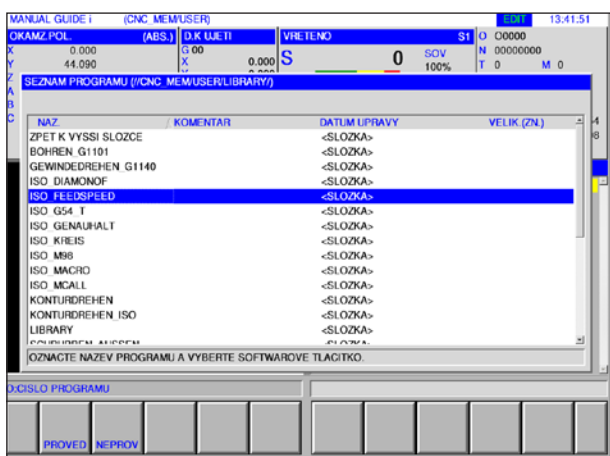 MANUAL GUIDE i (CNC_MEM/USER) EDIT 13:41:51
OKAMZ.POL. (ABS.) D.K UJETI VRETENO S1 O O0000
X 0.000 G 00 N 00000000
Y 44.090 X 0.000 S 0 SOV 100% T 0 M 0
Z
SEZNAM PROGRAMU (//CNC_MEM/USER/LIBRARY/)
A
B
C
NAZ. / KOMENTAR DATUM UPRAVY VELIK.(ZN.)
ZPET K VYSSI SLOZCE <SLOZKA>
BOHREN_G1101 <SLOZKA>
GEWINDEDREHEN_G1140 <SLOZKA>
ISO_DIAMONOF <SLOZKA>
ISO_FEEDSPEED <SLOZKA>
ISO_G54_T <SLOZKA>
ISO_GENAUHALT <SLOZKA>
ISO_KREIS <SLOZKA>
ISO_M98 <SLOZKA>
ISO_MACRO <SLOZKA>
ISO_MCALL <SLOZKA>
KONTURDREHEN <SLOZKA>
KONTURDREHEN_ISO <SLOZKA>
LIBRARY <SLOZKA>
OZNACTE NAZEV PROGRAMU A VYBERTE SOFTWAROVE TLACITKO.
O:CISLO PROGRAMU
PROVED NEPROV